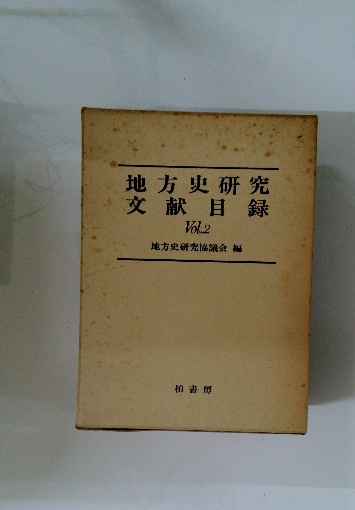 地方史研究
文献目録
Vol.2
地方史研究協議会 編
柏書房